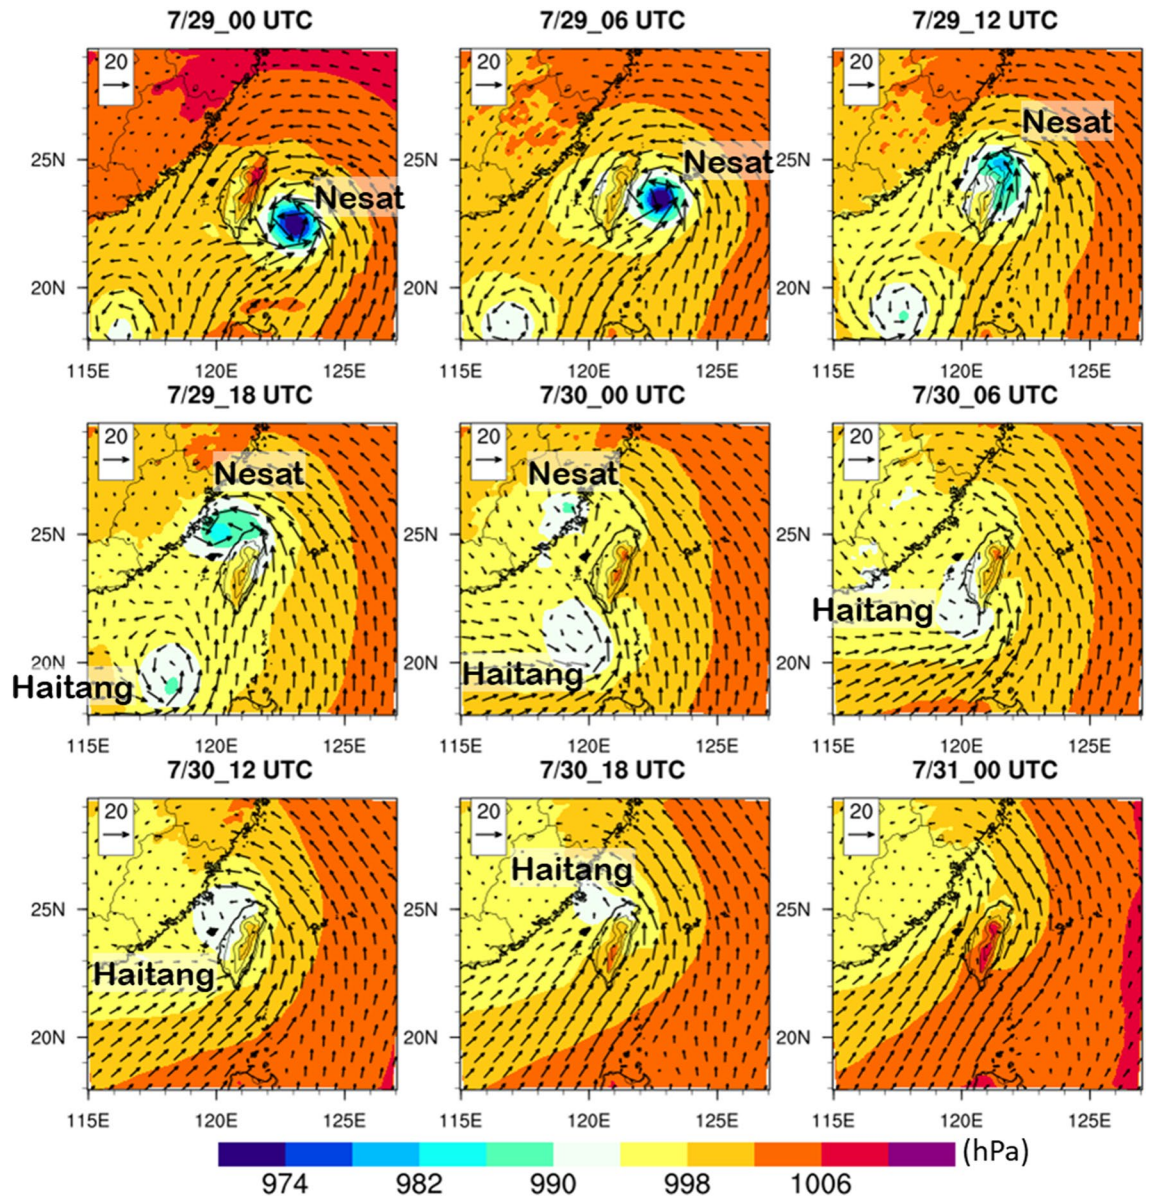 7/29_00 UTC 7/29_06 UTC 7/29_12 UTC
20 20 20
Nesat
25N Nesat 25N Nesat 25N
20N 20N 20N
115E 120E 125E 115E 120E 125E 115E 120E 125E
7/29_18 UTC 7/30_00 UTC 7/30_06 UTC
20 20 20
Nesat Nesat
25N 25N 25N
Haitang
20N 20N 20N
Haitang Haitang
115E 120E 125E 115E 120E 125E 115E 120E 125E
7/30_12 UTC 7/30_18 UTC 7/31_00 UTC
20 20 20
Haitang
25N 25N 25N
Haitang
20N 20N 20N
115E 120E 125E 115E 120E 125E 115E 120E 125E
974 982 990 998 1006 (hPa)